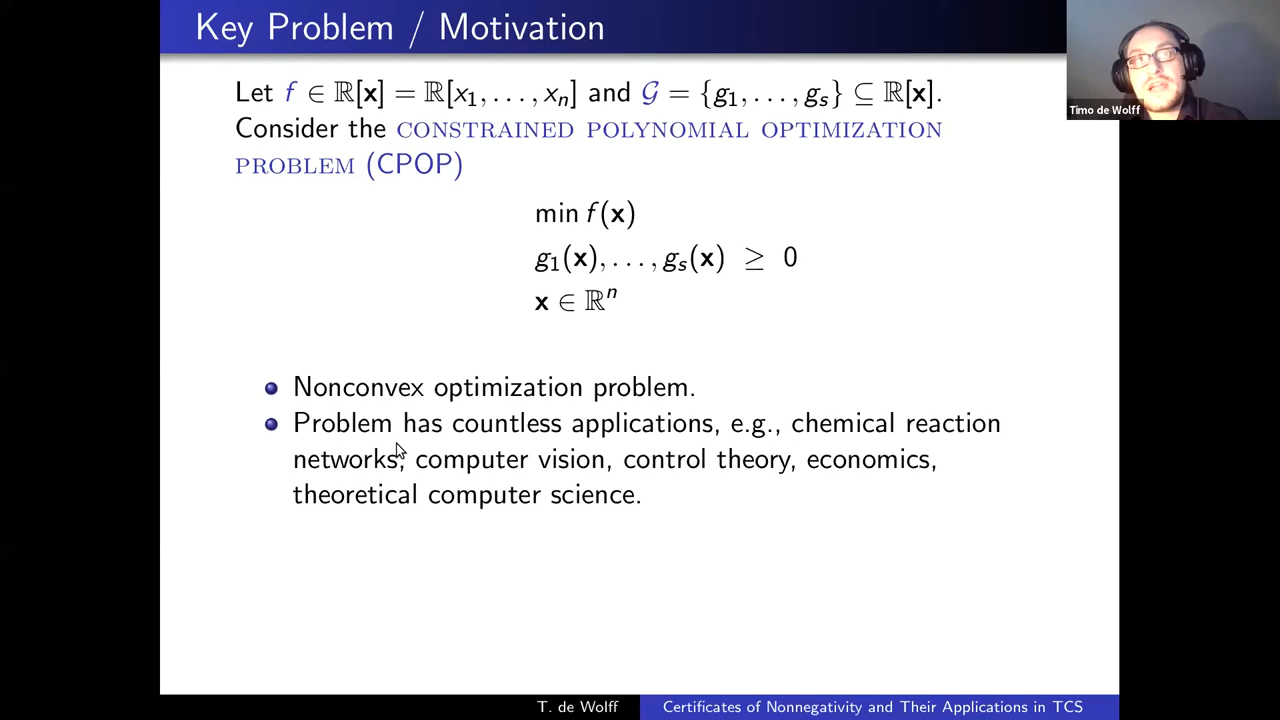 Key Problem / Motivation
Let f ∈ ℝ[x] = ℝ[x₁, . . . , xₙ] and 𝒢 = {g₁, . . . , gₛ} ⊆ ℝ[x].
Consider the CONSTRAINED POLYNOMIAL OPTIMIZATION
PROBLEM (CPOP)
min f(x)
g₁(x), . . . , gₛ(x) ≥ 0
x ∈ ℝⁿ
Nonconvex optimization problem.
Problem has countless applications, e.g., chemical reaction
networks, computer vision, control theory, economics,
theoretical computer science.
Timo de Wolff
T. de Wolff
Certificates of Nonnegativity and Their Applications in TCS